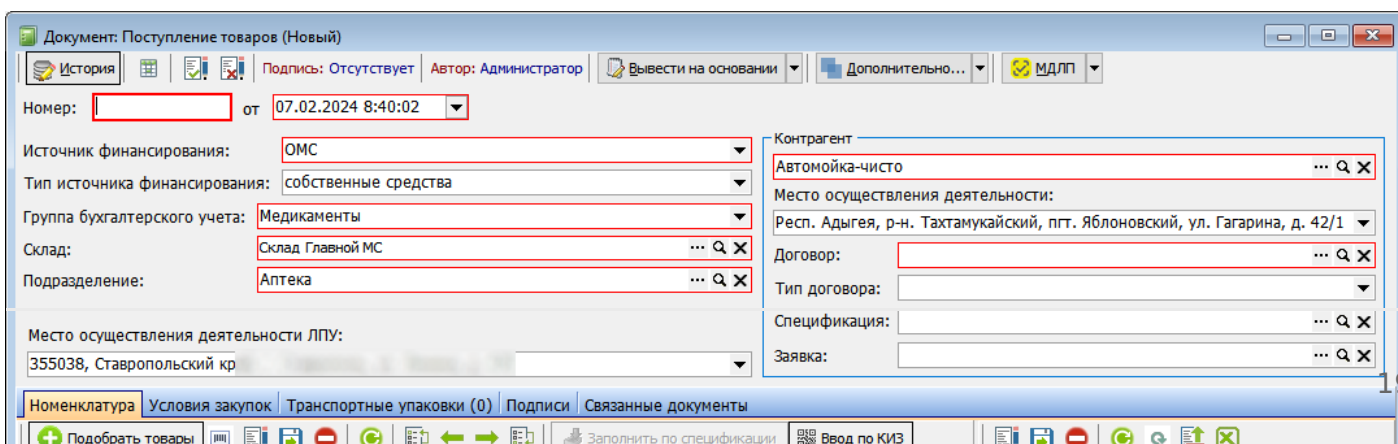 Документ: Поступление товаров (Новый)
История Подпись: Отсутствует Автор: Администратор Вывести на основании Дополнительно... МДЛП
Номер: от 07.02.2024 8:40:02
Источник финансирования: ОМС
Тип источника финансирования: собственные средства
Группа бухгалтерского учета: Медикаменты
Склад: Склад Главной МС
Подразделение: Аптека
Место осуществления деятельности ЛПУ:
355038, Ставропольский кр
Контрагент
Автомойка-чисто
Место осуществления деятельности:
Респ. Адыгея, р-н. Тахтамукайский, пгт. Яблоновский, ул. Гагарина, д. 42/1
Договор:
Тип договора:
Спецификация:
Заявка:
Номенклатура Условия закупок Транспортные упаковки (0) Подписи Связанные документы
Подобрать товары Заполнить по спецификации Ввод по КИЗ